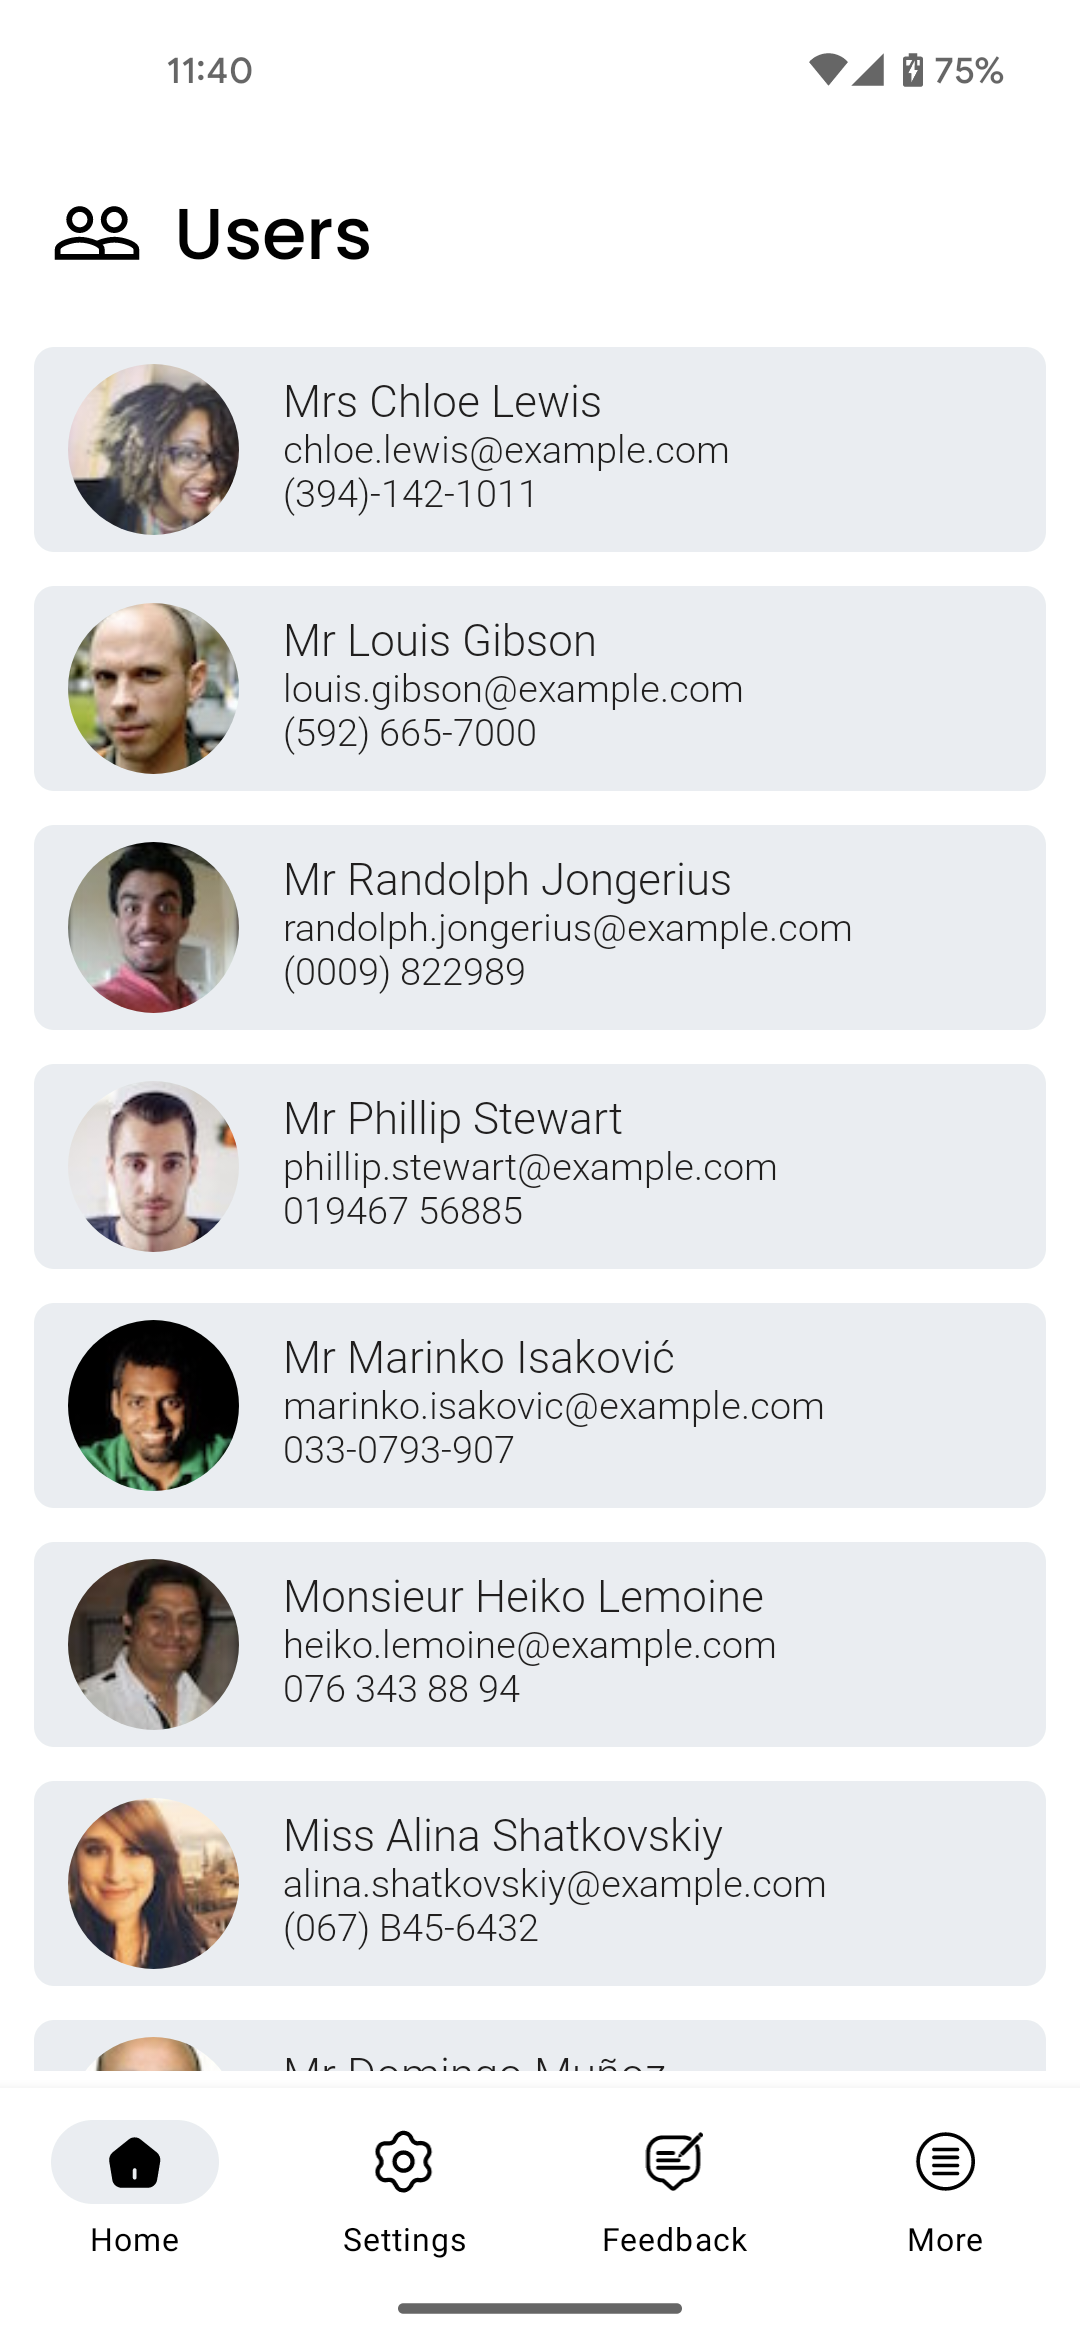 11:40
75%
Users
Mrs Chloe Lewis
chloe.lewis@example.com
(394)-142-1011
Mr Louis Gibson
louis.gibson@example.com
(592) 665-7000
Mr Randolph Jongerius
randolph.jongerius@example.com
(0009) 822989
Mr Phillip Stewart
phillip.stewart@example.com
019467 56885
Mr Marinko Isaković
marinko.isakovic@example.com
033-0793-907
Monsieur Heiko Lemoine
heiko.lemoine@example.com
076 343 88 94
Miss Alina Shatkovskiy
alina.shatkovskiy@example.com
(067) B45-6432
Mr Domingo Muñoz
Home
Settings
Feedback
More